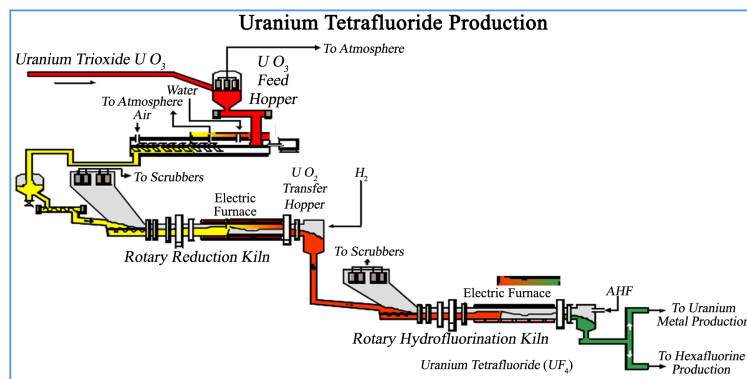 Uranium Tetrafluoride Production
To Atmosphere
Uranium Trioxide U O3
U O3
Feed
Hopper
Water
To Atmosphere
Air
To Scrubbers
U O2
Transfer
Hopper
H2
Electric
Furnace
Rotary Reduction Kiln
To Scrubbers
Electric Furnace
AHF
To Uranium
Metal Production
Rotary Hydrofluorination Kiln
Uranium Tetrafluoride (UF4)
To Hexafluorine
Production